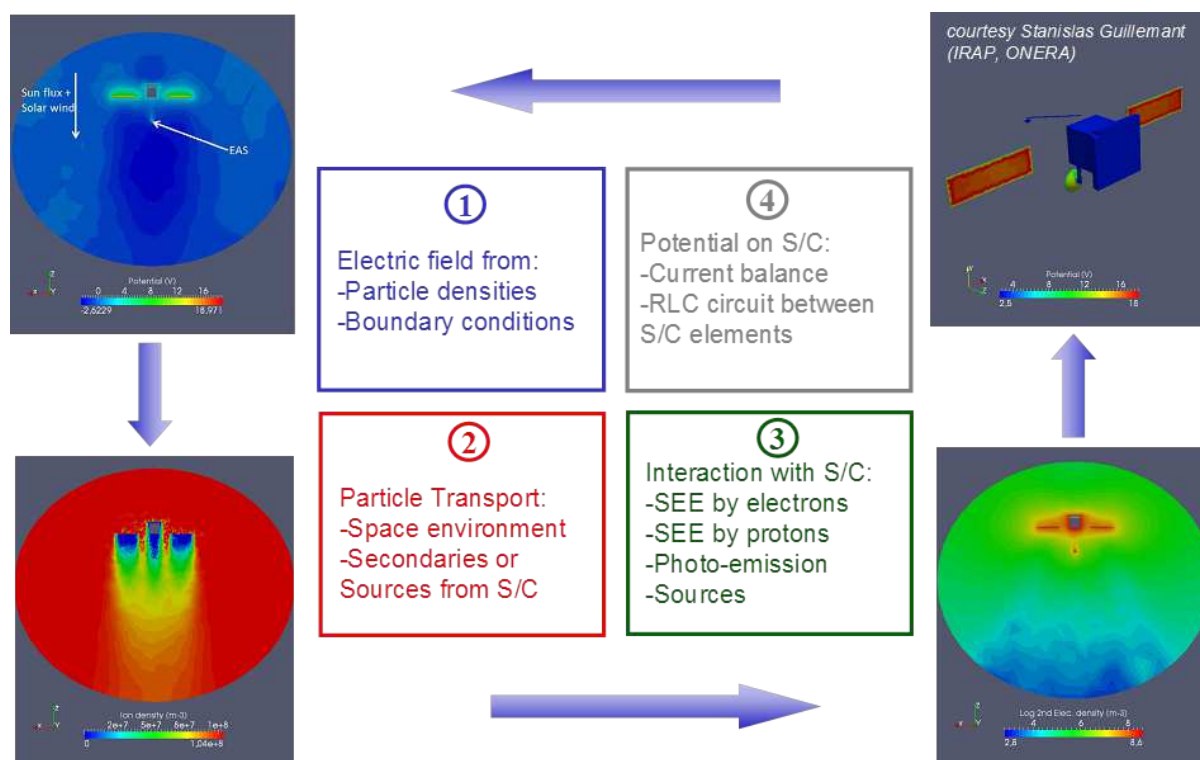 Sun flux +
Solar wind
EAS
Potential (V)
0 4 8 12 16
-2,6229 18,971
courtesy Stanislas Guillemant
(IRAP, ONERA)
Potential (V)
4 8 12 16
2,5 18
1
Electric field from:
-Particle densities
-Boundary conditions
4
Potential on S/C:
-Current balance
-RLC circuit between
S/C elements
2
Particle Transport:
-Space environment
-Secondaries or
Sources from S/C
3
Interaction with S/C:
-SEE by electrons
-SEE by protons
-Photo-emission
-Sources
Ion density (m-3)
2e+7 5e+7 8e+7 1e+8
0 1,04e+8
Log 2nd Elec. density (m-3)
4 6 8
2,8 8,6